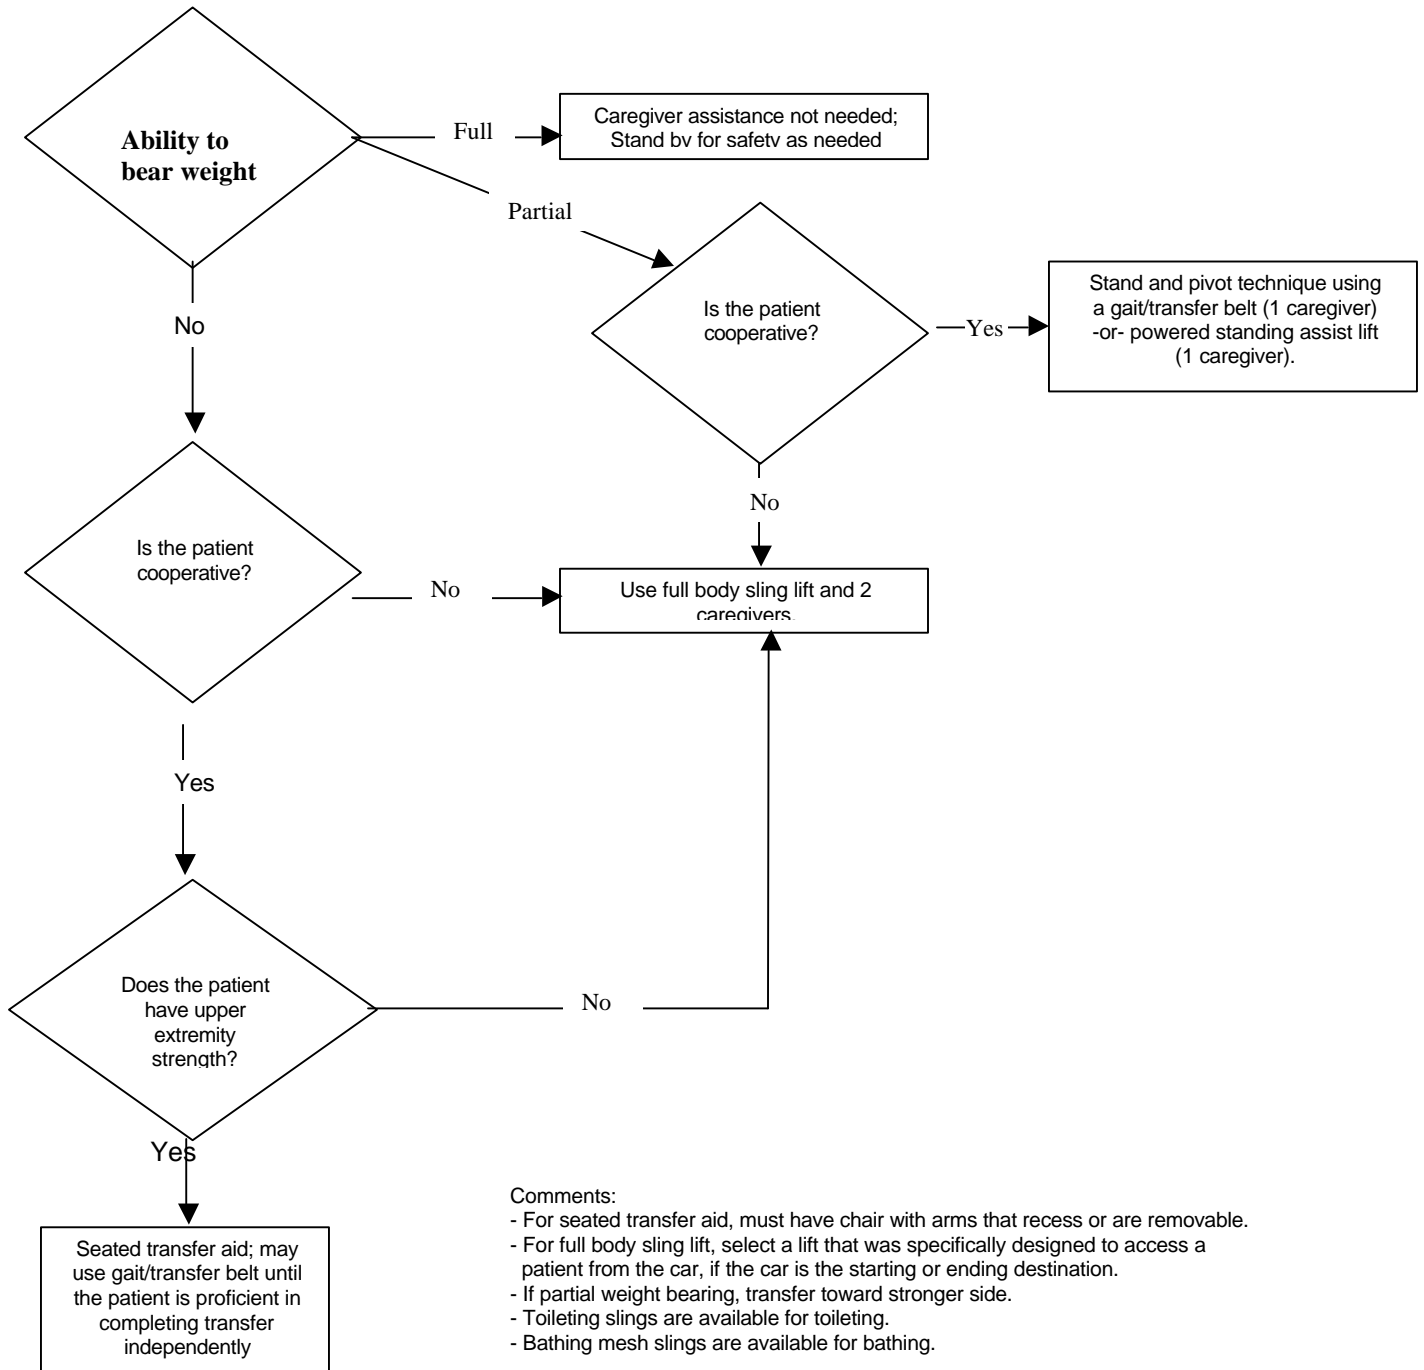 Ability to
bear weight
Full
Caregiver assistance not needed;
Stand by for safety as needed
Partial
Is the patient
cooperative?
Yes
Stand and pivot technique using
a gait/transfer belt (1 caregiver)
-or- powered standing assist lift
(1 caregiver).
No
No
Is the patient
cooperative?
No
Use full body sling lift and 2
caregivers.
Yes
Does the patient
have upper
extremity
strength?
No
Yes
Seated transfer aid; may
use gait/transfer belt until
the patient is proficient in
completing transfer
independently
Comments:
- For seated transfer aid, must have chair with arms that recess or are removable.
- For full body sling lift, select a lift that was specifically designed to access a
patient from the car, if the car is the starting or ending destination.
- If partial weight bearing, transfer toward stronger side.
- Toileting slings are available for toileting.
- Bathing mesh slings are available for bathing.